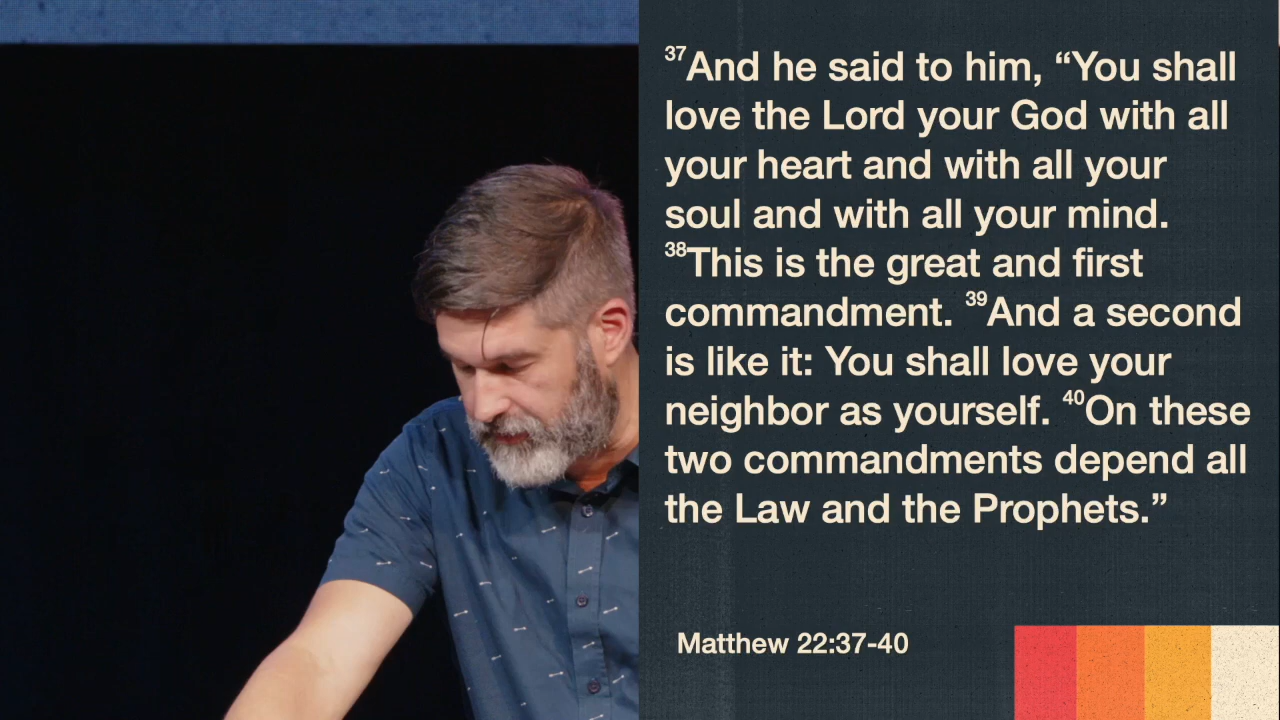 37And he said to him, “You shall
love the Lord your God with all
your heart and with all your
soul and with all your mind.
38This is the great and first
commandment. 39And a second
is like it: You shall love your
neighbor as yourself. 40On these
two commandments depend all
the Law and the Prophets.”
Matthew 22:37-40